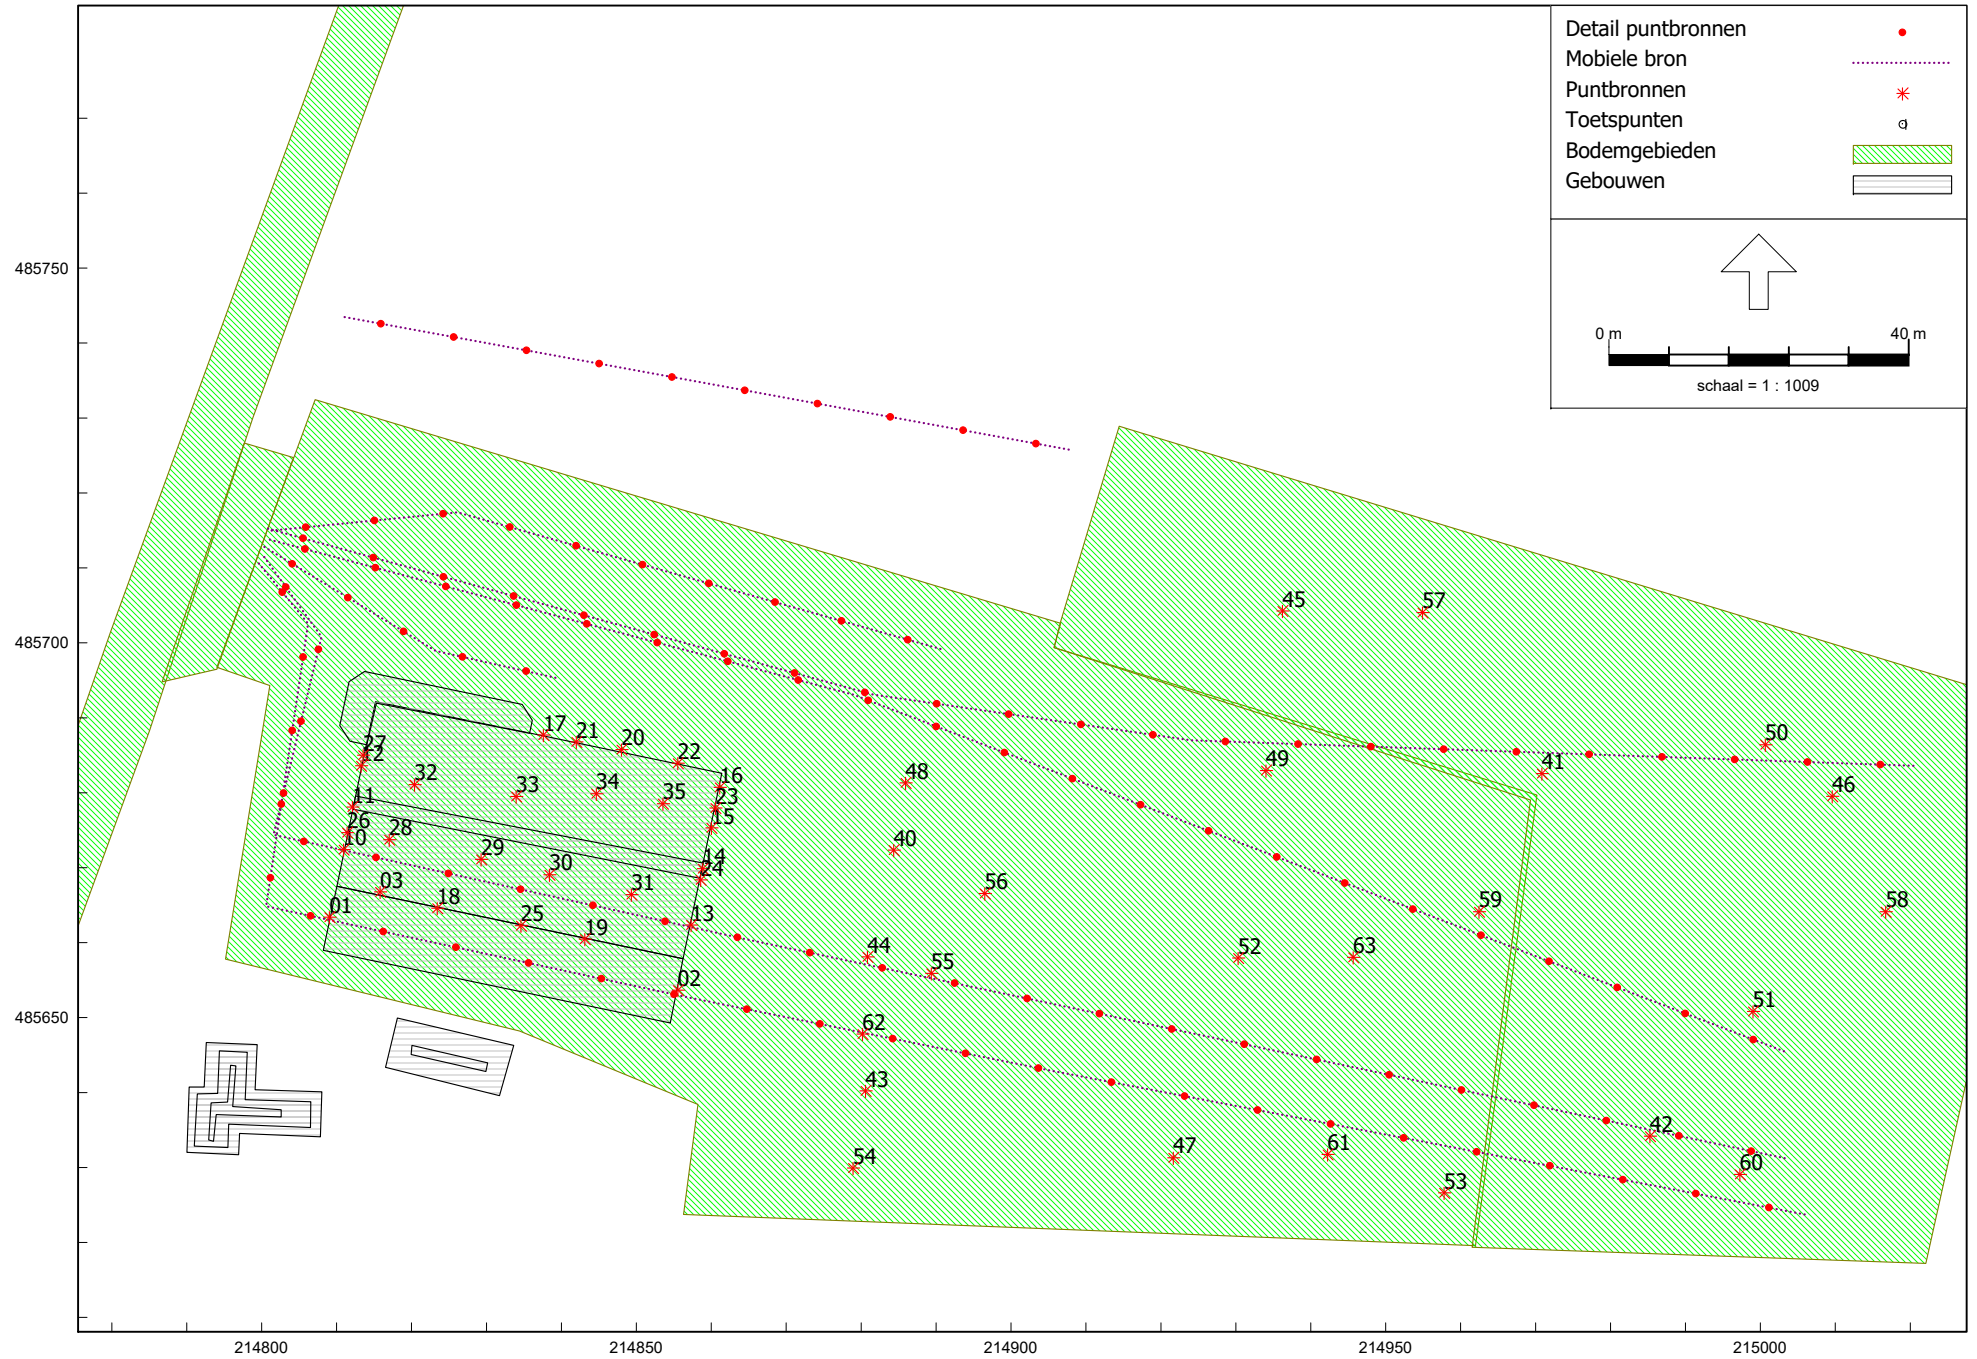 Detail puntbronnen
Mobiele bron
Puntbronnen
Toetspunten
Bodemgebieden
Gebouwen
0 m 40 m
schaal = 1 : 1009
485750
485700
485650
45 57
17 21 20 22
27 12
50
49 41
32 33 34 35 16 48 46
11 23 15
26 28 10
29 30 31 14 24 40
03 18 56
01 25 19 13 59 58
44 55 52 63
02 51
62
43
42
54 47 61 60
53
214800 214850 214900 214950 215000